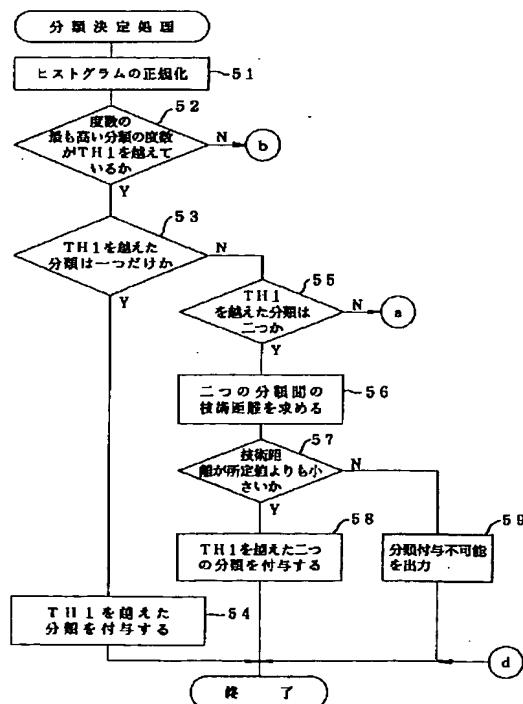 分類決定処理
ヒストグラムの正規化
51
52
度数の
最も高い分類の度数
がTH1を越えて
いるか
N
b
Y
53
TH1を越えた
分類は一つだけか
N
Y
55
TH1
を越えた分類は
二つか
N
a
Y
二つの分類間の
技術距離を求める
56
57
技術距
離が所定値よりも小
さいか
N
Y
58
TH1を越えた二つ
の分類を付与する
59
分類付与不可能
を出力
TH1を越えた
分類を付与する
54
d
終了